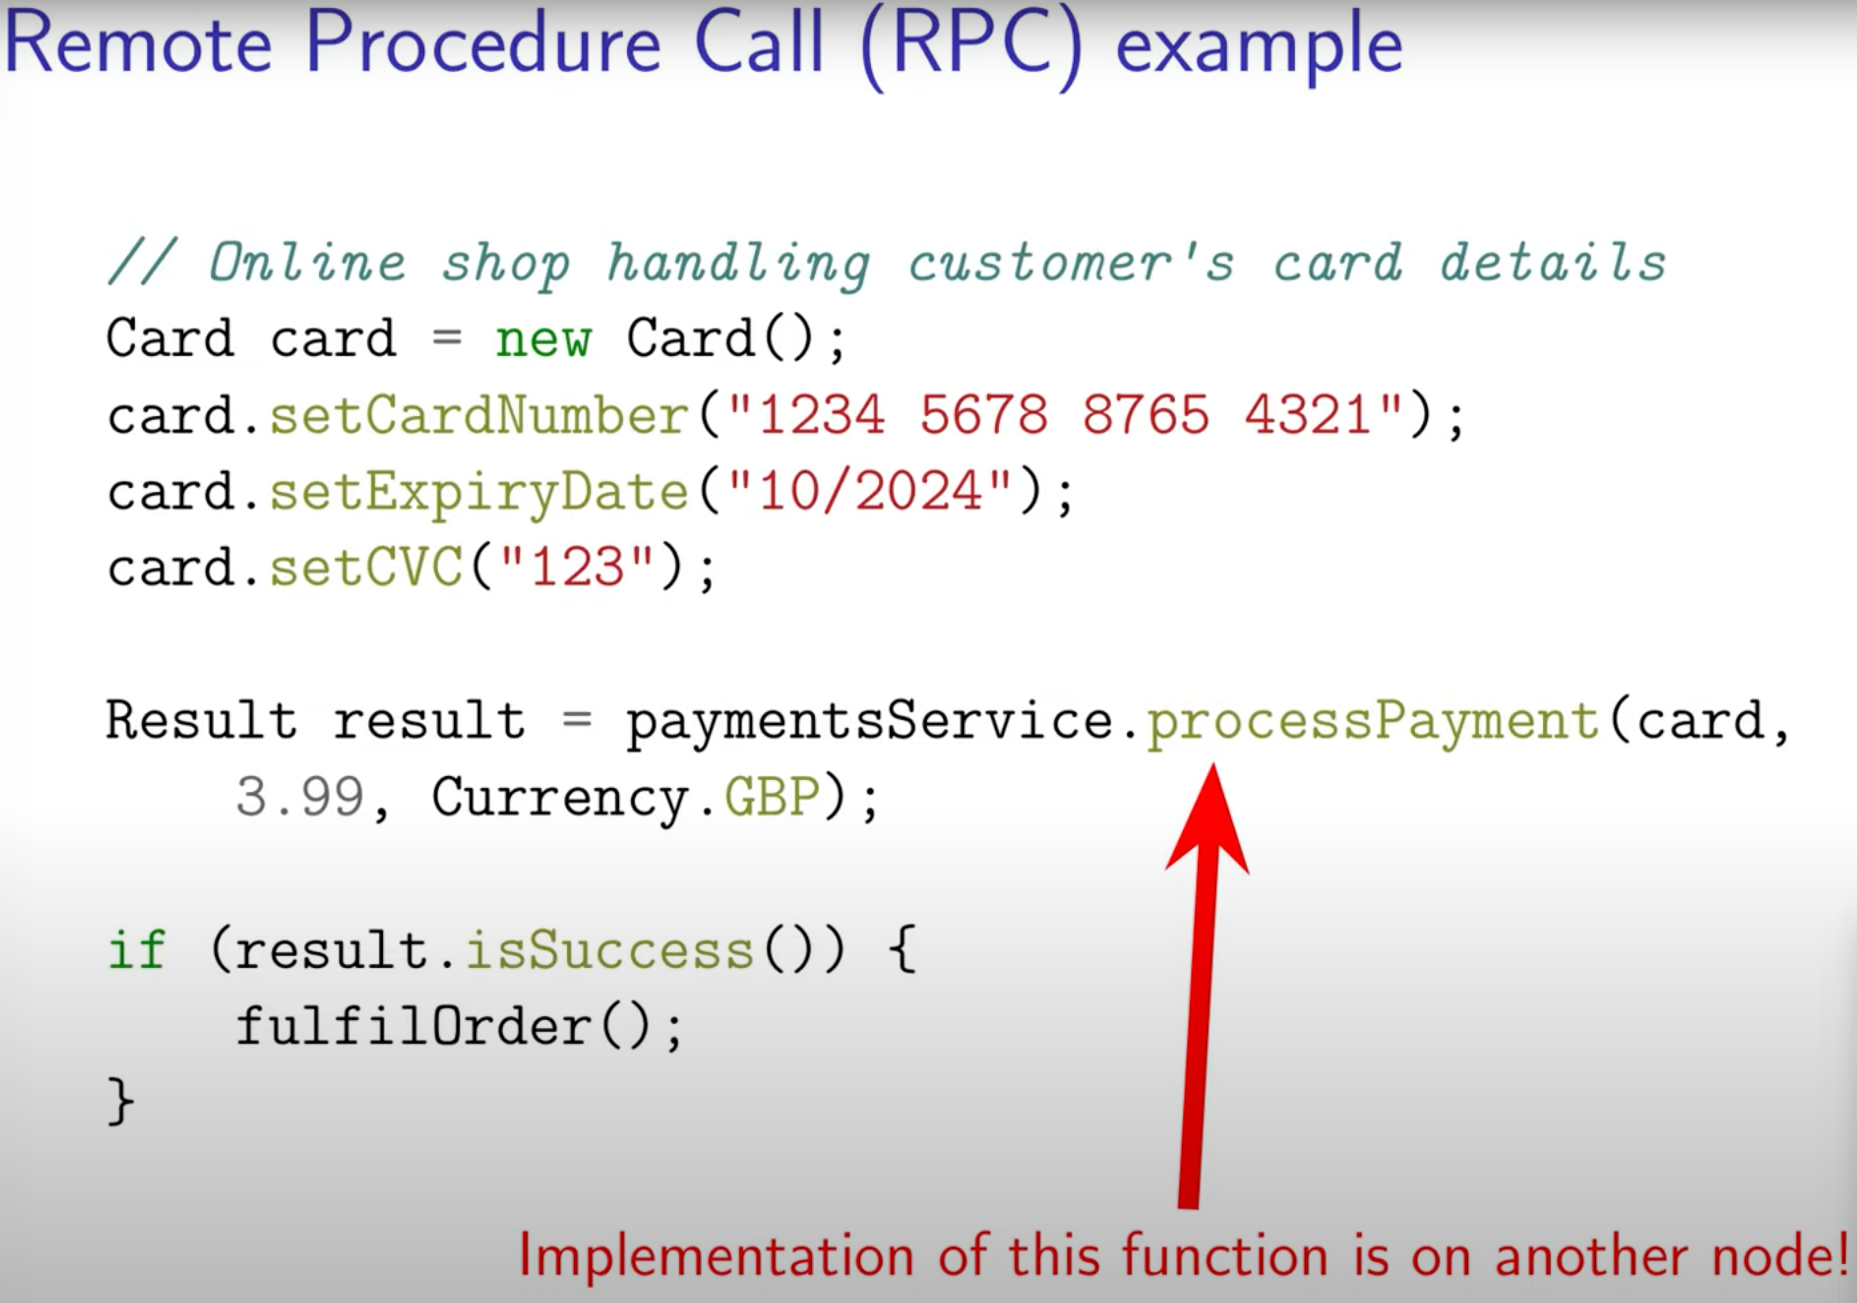 Remote Procedure Call (RPC) example
// Online shop handling customer's card details
Card card = new Card();
card.setCardNumber("1234 5678 8765 4321");
card.setExpiryDate("10/2024");
card.setCVC("123");
Result result = paymentsService.processPayment(card,
3.99, Currency.GBP);
if (result.isSuccess()) {
fulfilOrder();
}
Implementation of this function is on another node!